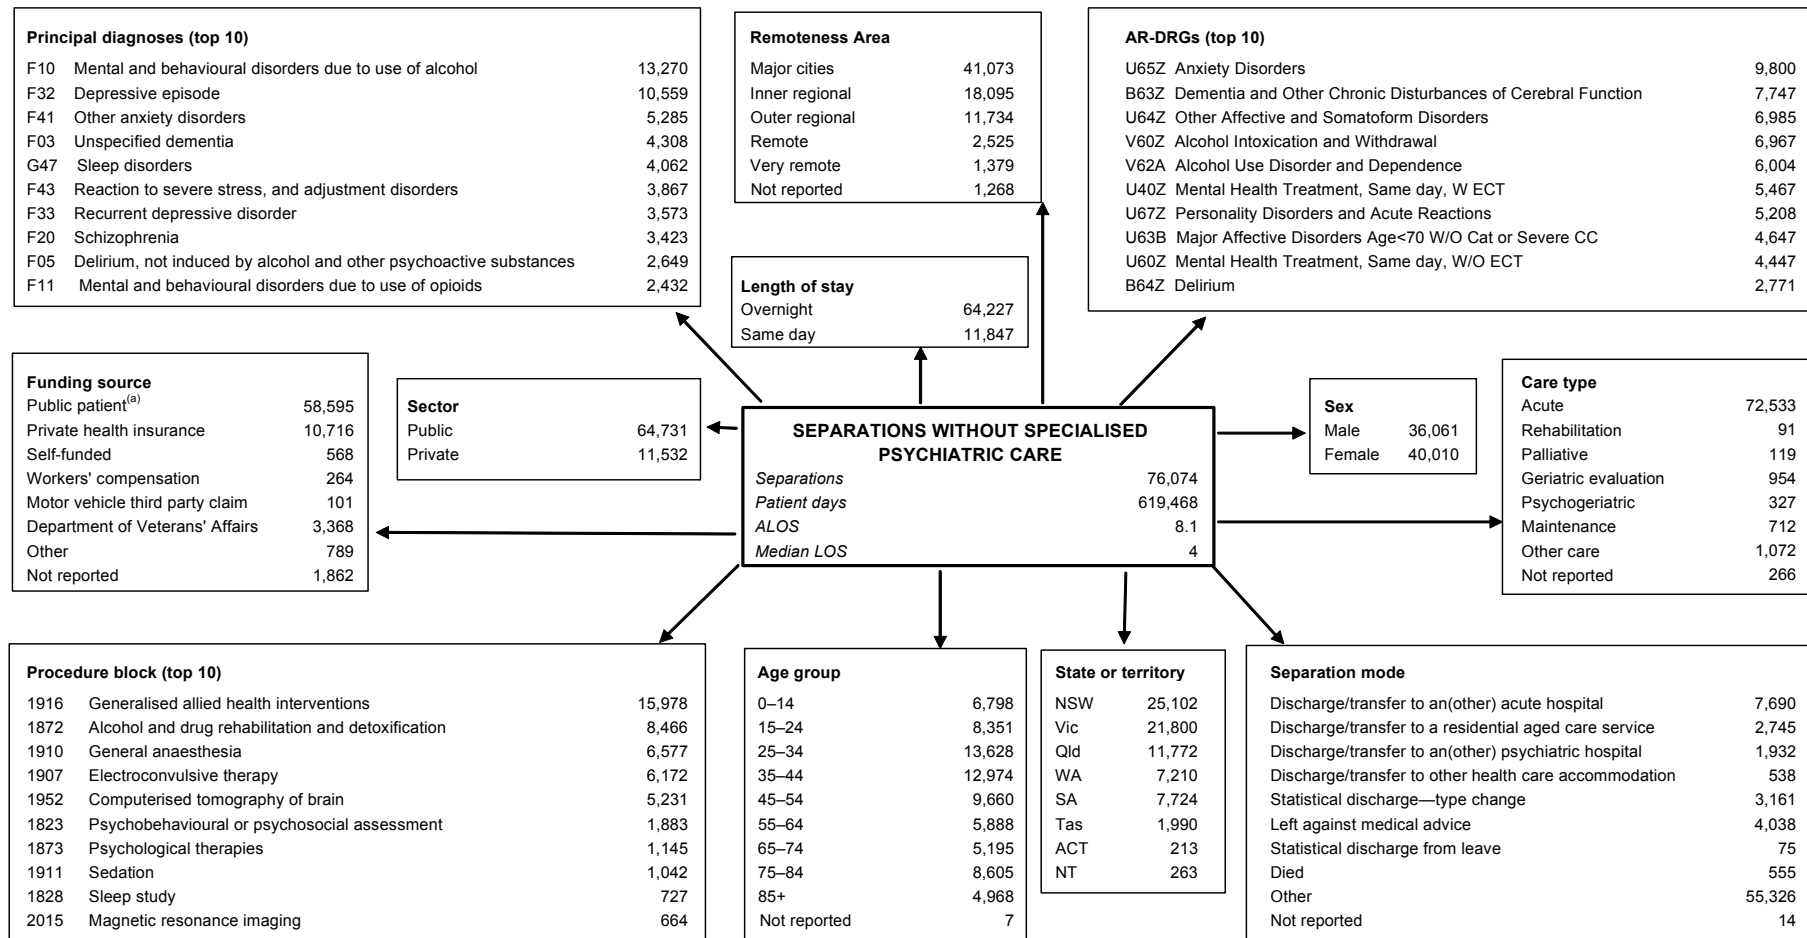 Principal diagnoses (top 10)
F10 Mental and behavioural disorders due to use of alcohol 13,270
F32 Depressive episode 10,559
F41 Other anxiety disorders 5,285
F03 Unspecified dementia 4,308
G47 Sleep disorders 4,062
F43 Reaction to severe stress, and adjustment disorders 3,867
F33 Recurrent depressive disorder 3,573
F20 Schizophrenia 3,423
F05 Delirium, not induced by alcohol and other psychoactive substances 2,649
F11 Mental and behavioural disorders due to use of opioids 2,432
Remoteness Area
Major cities 41,073
Inner regional 18,095
Outer regional 11,734
Remote 2,525
Very remote 1,379
Not reported 1,268
AR-DRGs (top 10)
U65Z Anxiety Disorders 9,800
B63Z Dementia and Other Chronic Disturbances of Cerebral Function 7,747
U64Z Other Affective and Somatoform Disorders 6,985
V60Z Alcohol Intoxication and Withdrawal 6,967
V62A Alcohol Use Disorder and Dependence 6,004
U40Z Mental Health Treatment, Same day, W ECT 5,467
U67Z Personality Disorders and Acute Reactions 5,208
U63B Major Affective Disorders Age<70 W/O Cat or Severe CC 4,647
U60Z Mental Health Treatment, Same day, W/O ECT 4,447
B64Z Delirium 2,771
Length of stay
Overnight 64,227
Same day 11,847
Funding source
Public patient(a) 58,595
Private health insurance 10,716
Self-funded 568
Workers' compensation 264
Motor vehicle third party claim 101
Department of Veterans' Affairs 3,368
Other 789
Not reported 1,862
Sector
Public 64,731
Private 11,532
SEPARATIONS WITHOUT SPECIALISED
PSYCHIATRIC CARE
Separations 76,074
Patient days 619,468
ALOS 8.1
Median LOS 4
Sex
Male 36,061
Female 40,010
Care type
Acute 72,533
Rehabilitation 91
Palliative 119
Geriatric evaluation 954
Psychogeriatric 327
Maintenance 712
Other care 1,072
Not reported 266
Procedure block (top 10)
1916 Generalised allied health interventions 15,978
1872 Alcohol and drug rehabilitation and detoxification 8,466
1910 General anaesthesia 6,577
1907 Electroconvulsive therapy 6,172
1952 Computerised tomography of brain 5,231
1823 Psychobehavioural or psychosocial assessment 1,883
1873 Psychological therapies 1,145
1911 Sedation 1,042
1828 Sleep study 727
2015 Magnetic resonance imaging 664
Age group
0–14 6,798
15–24 8,351
25–34 13,628
35–44 12,974
45–54 9,660
55–64 5,888
65–74 5,195
75–84 8,605
85+ 4,968
Not reported 7
State or territory
NSW 25,102
Vic 21,800
Qld 11,772
WA 7,210
SA 7,724
Tas 1,990
ACT 213
NT 263
Separation mode
Discharge/transfer to an(other) acute hospital 7,690
Discharge/transfer to a residential aged care service 2,745
Discharge/transfer to an(other) psychiatric hospital 1,932
Discharge/transfer to other health care accommodation 538
Statistical discharge—type change 3,161
Left against medical advice 4,038
Statistical discharge from leave 75
Died 555
Other 55,326
Not reported 14